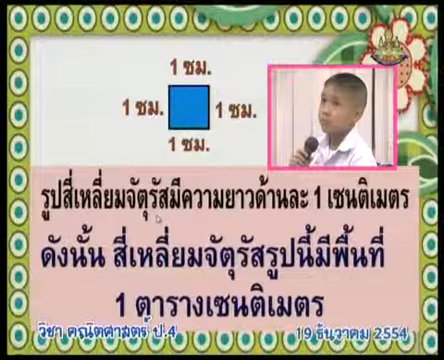 1 ซม.
1 ซม.
1 ซม.
1 ซม.
รูปสี่เหลี่ยมจัตุรัสมีความยาวด้านละ 1 เซนติเมตร
ดังนั้น สี่เหลี่ยมจัตุรัสรูปนี้มีพื้นที่
1 ตารางเซนติเมตร
วิชา คณิตศาสตร์ ป.4
19 ธันวาคม 2554